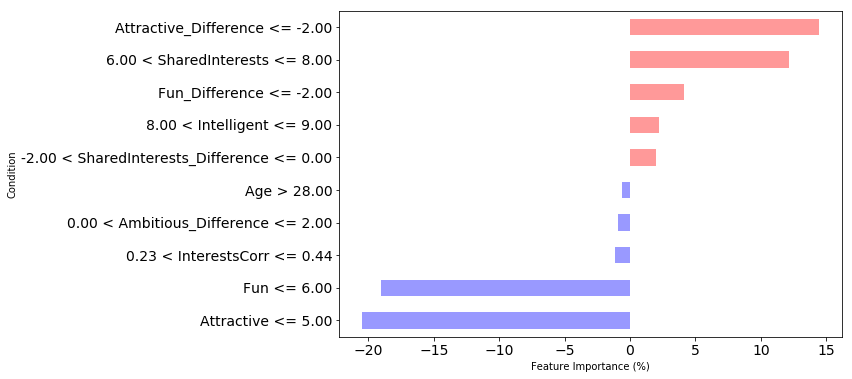 Attractive_Difference <= -2.00
6.00 < SharedInterests <= 8.00
Fun_Difference <= -2.00
8.00 < Intelligent <= 9.00
-2.00 < SharedInterests_Difference <= 0.00
Age > 28.00
0.00 < Ambitious_Difference <= 2.00
0.23 < InterestsCorr <= 0.44
Fun <= 6.00
Attractive <= 5.00
Condition
−20 −15 −10 −5 0 5 10 15
Feature Importance (%)